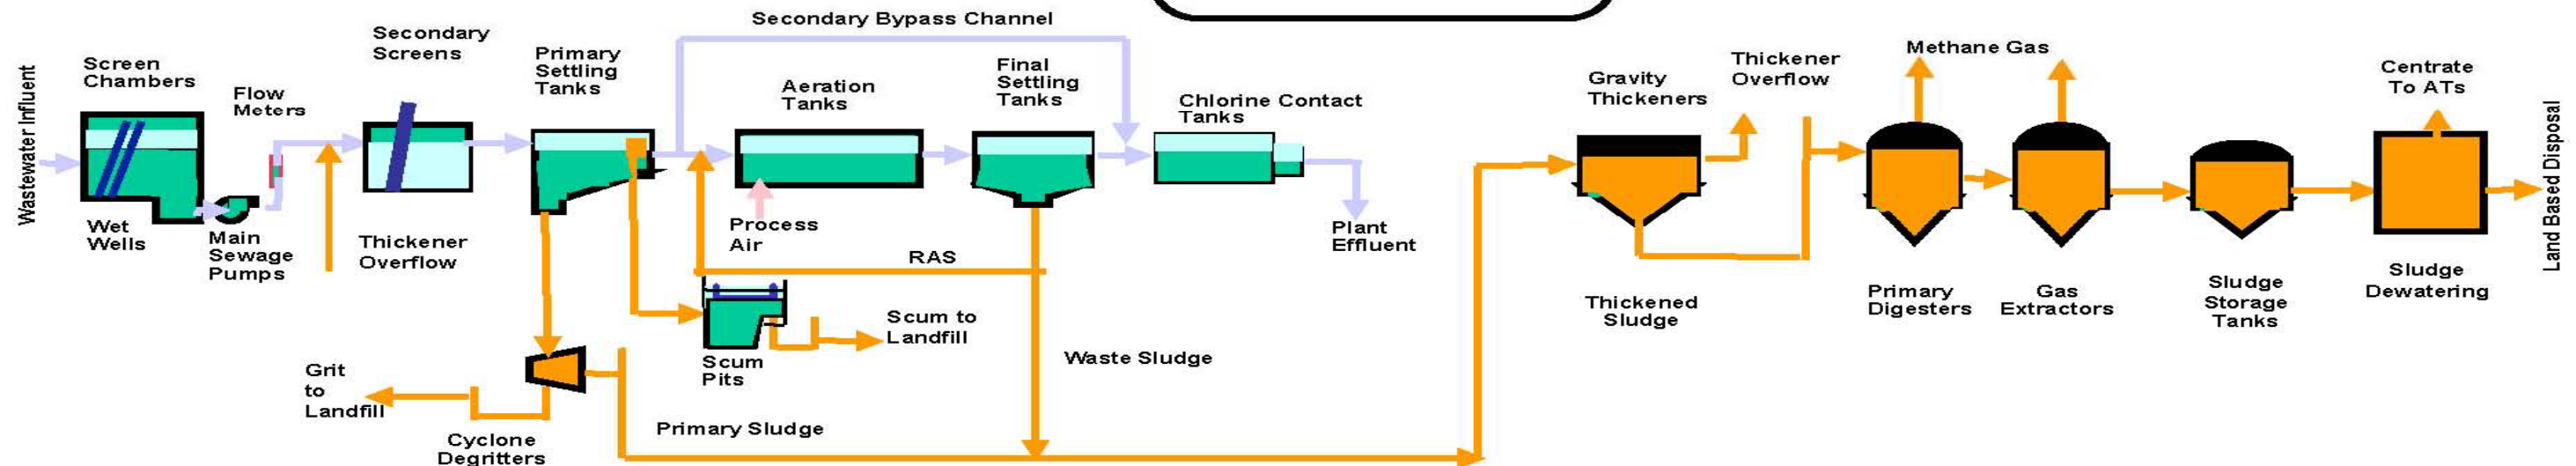 Wastewater Influent
Screen
Chambers
Wet
Wells
Flow
Meters
Main
Sewage
Pumps
Secondary
Screens
Thickener
Overflow
Primary
Settling
Tanks
Secondary Bypass Channel
Aeration
Tanks
Process
Air
Final
Settling
Tanks
Chlorine Contact
Tanks
Plant
Effluent
RAS
Scum to
Landfill
Scum
Pits
Waste Sludge
Grit
to
Landfill
Cyclone
Degritters
Primary Sludge
Gravity
Thickeners
Thickener
Overflow
Thickened
Sludge
Methane Gas
Primary
Digesters
Gas
Extractors
Sludge
Storage
Tanks
Centrate
To ATs
Sludge
Dewatering
Land Based Disposal